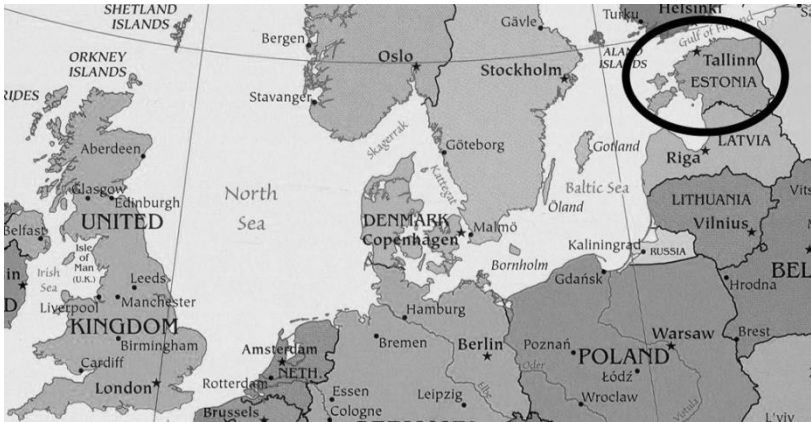 SHETLAND
ISLANDS
ORKNEY
ISLANDS
RIDES
Aberdeen
Glasgow
Edinburgh
UNITED
Belfast
Isle
of
Man
(U.K.)
Irish
Sea
in
D
Leeds
Liverpool
Manchester
KINGDOM
Birmingham
Cardiff
London
North
Sea
Bergen
Oslo
Stavanger
Skagerrak
Kattegat
Gävle
Stockholm
Göteborg
Turku
Helsinki
ALAND
ISLANDS
Gulf of Finland
Tallinn
ESTONIA
Gotland
Riga
LATVIA
Baltic Sea
Öland
LITHUANIA
Vilnius
Vits
DENMARK
Copenhagen
Malmö
Bornholm
Kaliningrad
RUSSIA
Gdańsk
Hrodna
BEL
Hamburg
Bremen
Berlin
Amsterdam
NETH.
Rotterdam
Essen
Cologne
Brussels
Leipzig
Elbe
Poznań
Oder
POLAND
Warsaw
Łódź
Wrocław
Vistula
Brest
L'viv